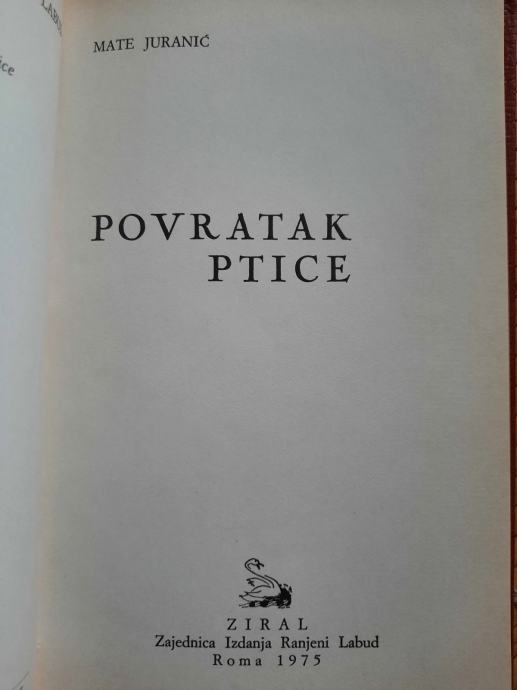 MATE JURANIĆ
POVRATAK
PTICE
ZIRAL
Zajednica Izdanja Ranjeni Labud
Roma 1975